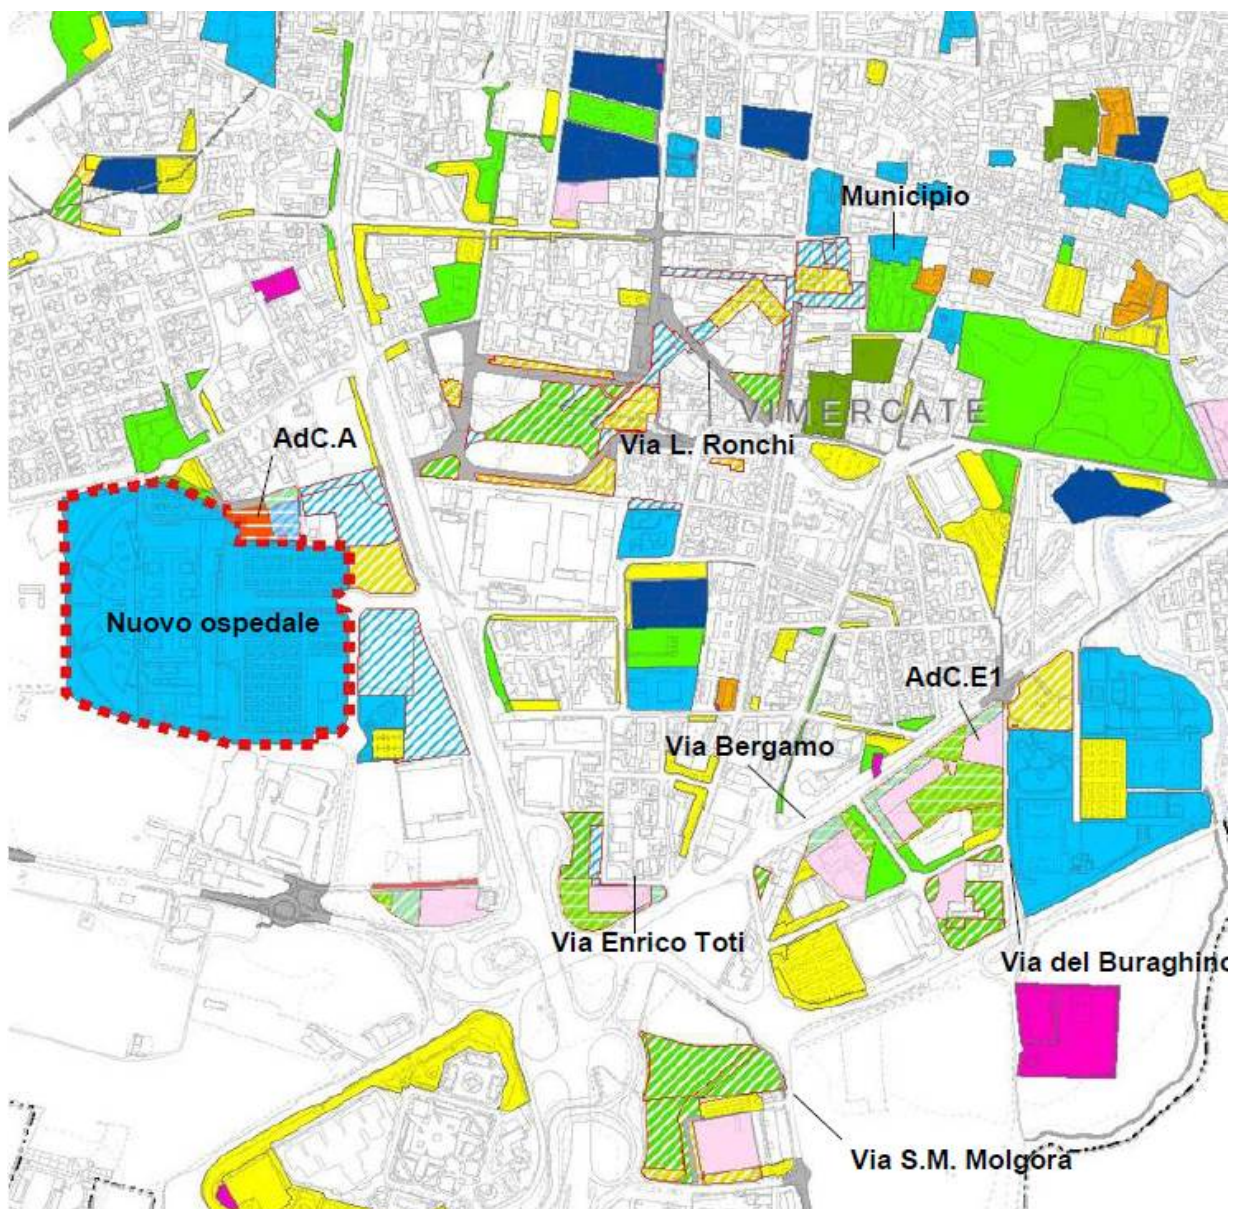 Municipio
VIMERCATE
AdC.A
Via L. Ronchi
Nuovo ospedale
AdC.E1
Via Bergamo
Via Enrico Toti
Via del Buraghino
Via S.M. Molgora